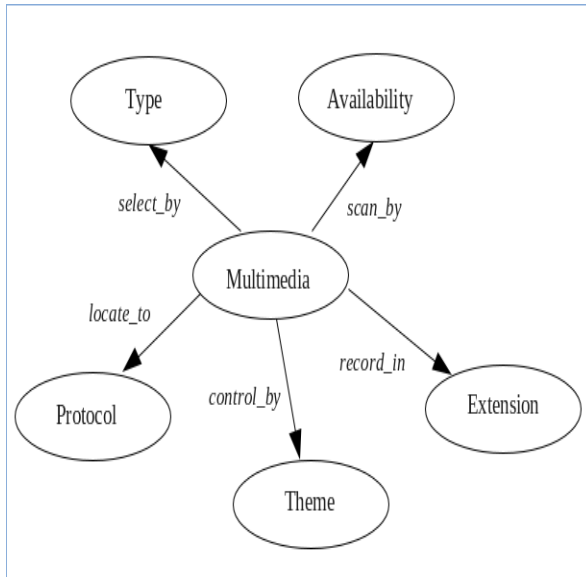 Type
Availability
select_by
scan_by
Multimedia
locate_to
record_in
control_by
Protocol
Extension
Theme